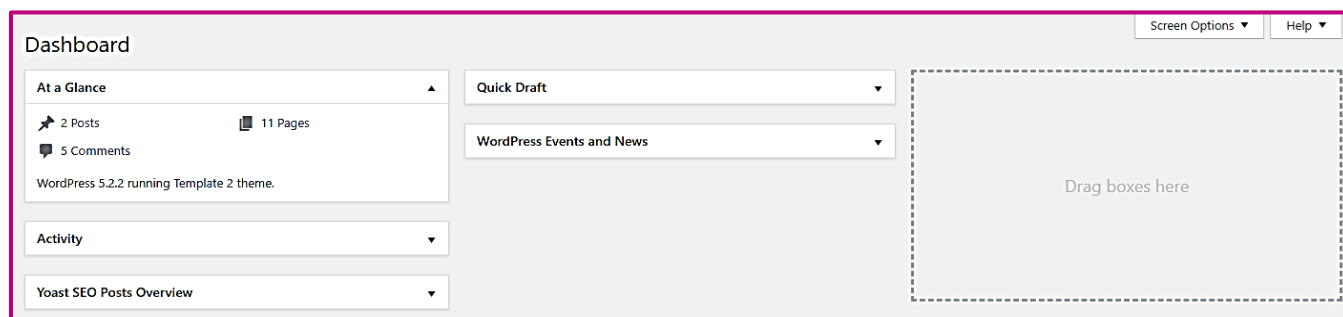 Screen Options
Help
Dashboard
At a Glance
2 Posts
11 Pages
5 Comments
WordPress 5.2.2 running Template 2 theme.
Activity
Yoast SEO Posts Overview
Quick Draft
WordPress Events and News
Drag boxes here